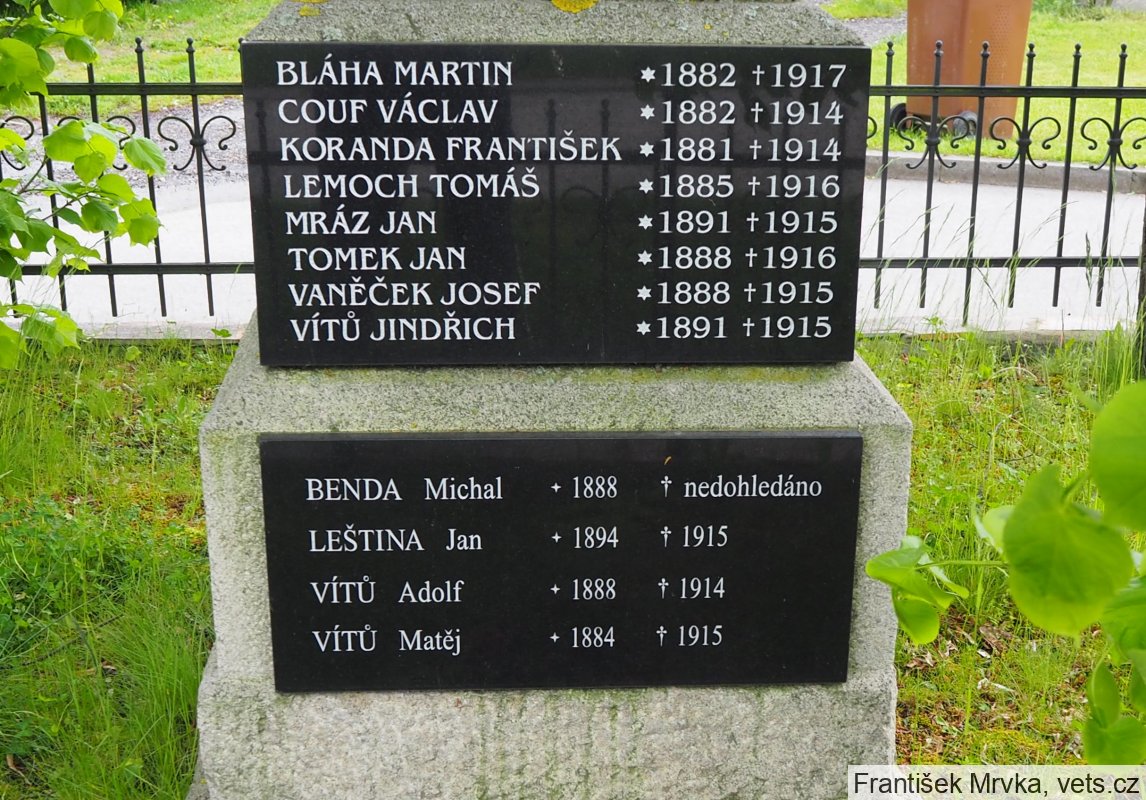 BLÁHA MARTIN ✶1882 †1917
COUF VÁCLAV ✶1882 †1914
KORANDA FRANTIŠEK ✶1881 †1914
LEMOCH TOMÁŠ ✶1885 †1916
MRÁZ JAN ✶1891 †1915
TOMEK JAN ✶1888 †1916
VANĚČEK JOSEF ✶1888 †1915
VÍTŮ JINDŘICH ✶1891 †1915
BENDA Michal ✦ 1888 † nedohledáno
LEŠTINA Jan ✦ 1894 † 1915
VÍTŮ Adolf ✦ 1888 † 1914
VÍTŮ Matěj ✦ 1884 † 1915
František Mrvka, vets.cz